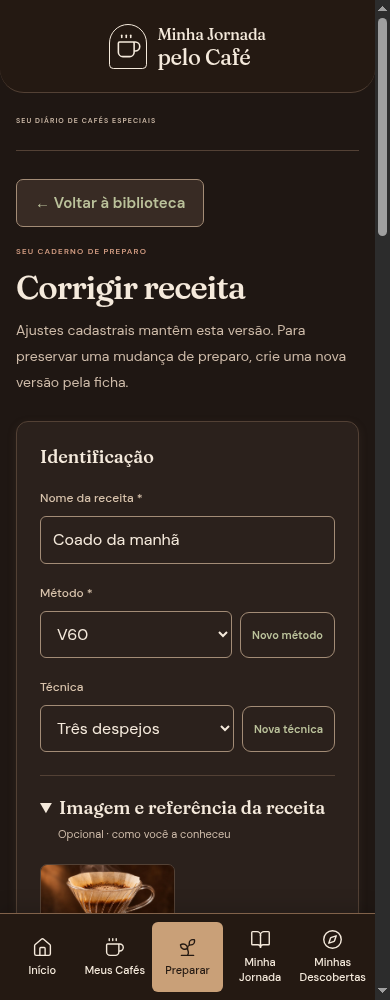 Minha Jornada
pelo Café
SEU DIÁRIO DE CAFÉS ESPECIAIS
← Voltar à biblioteca
SEU CADERNO DE PREPARO
Corrigir receita
Ajustes cadastrais mantêm esta versão. Para
preservar uma mudança de preparo, crie uma nova
versão pela ficha.
Identificação
Nome da receita *
Coado da manhã
Método *
V60
Novo método
Técnica
Três despejos
Nova técnica
▼ Imagem e referência da receita
Opcional · como você a conheceu
Início
Meus Cafés
Preparar
Minha
Jornada
Minhas
Descobertas